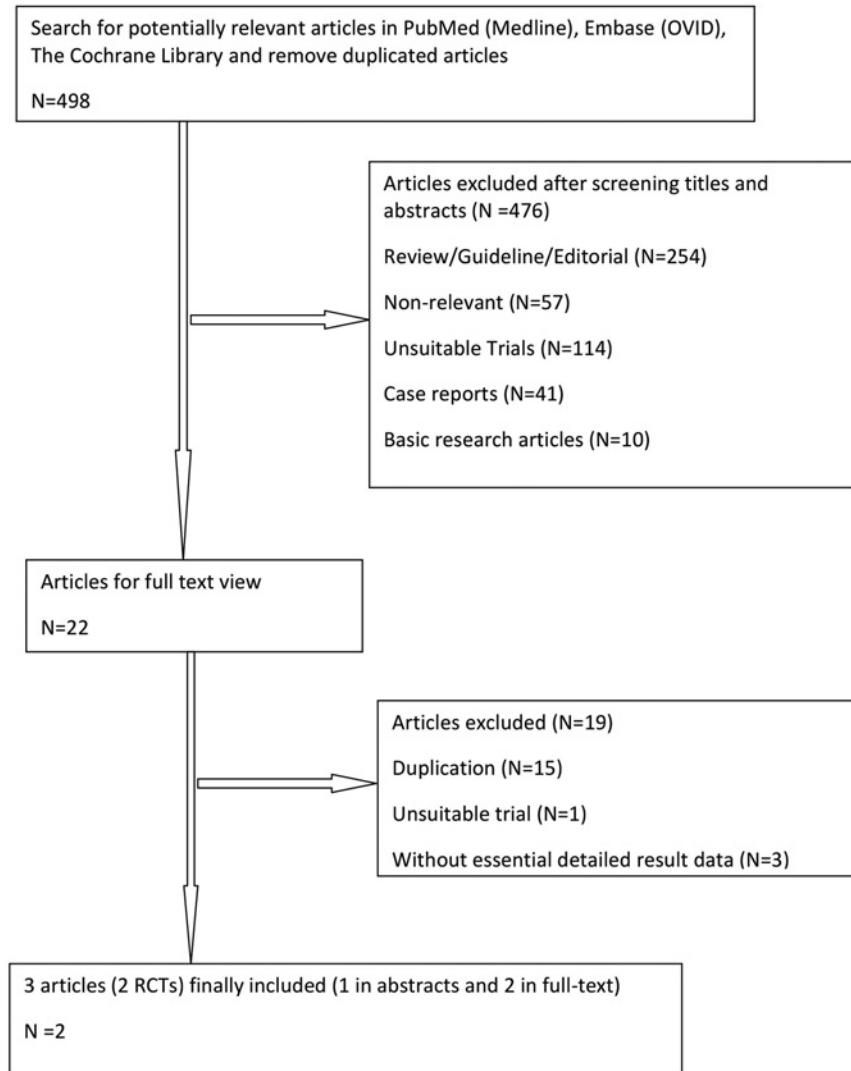 Search for potentially relevant articles in PubMed (Medline), Embase (OVID),
The Cochrane Library and remove duplicated articles
N=498
Articles excluded after screening titles and
abstracts (N =476)
Review/Guideline/Editorial (N=254)
Non-relevant (N=57)
Unsuitable Trials (N=114)
Case reports (N=41)
Basic research articles (N=10)
Articles for full text view
N=22
Articles excluded (N=19)
Duplication (N=15)
Unsuitable trial (N=1)
Without essential detailed result data (N=3)
3 articles (2 RCTs) finally included (1 in abstracts and 2 in full-text)
N =2